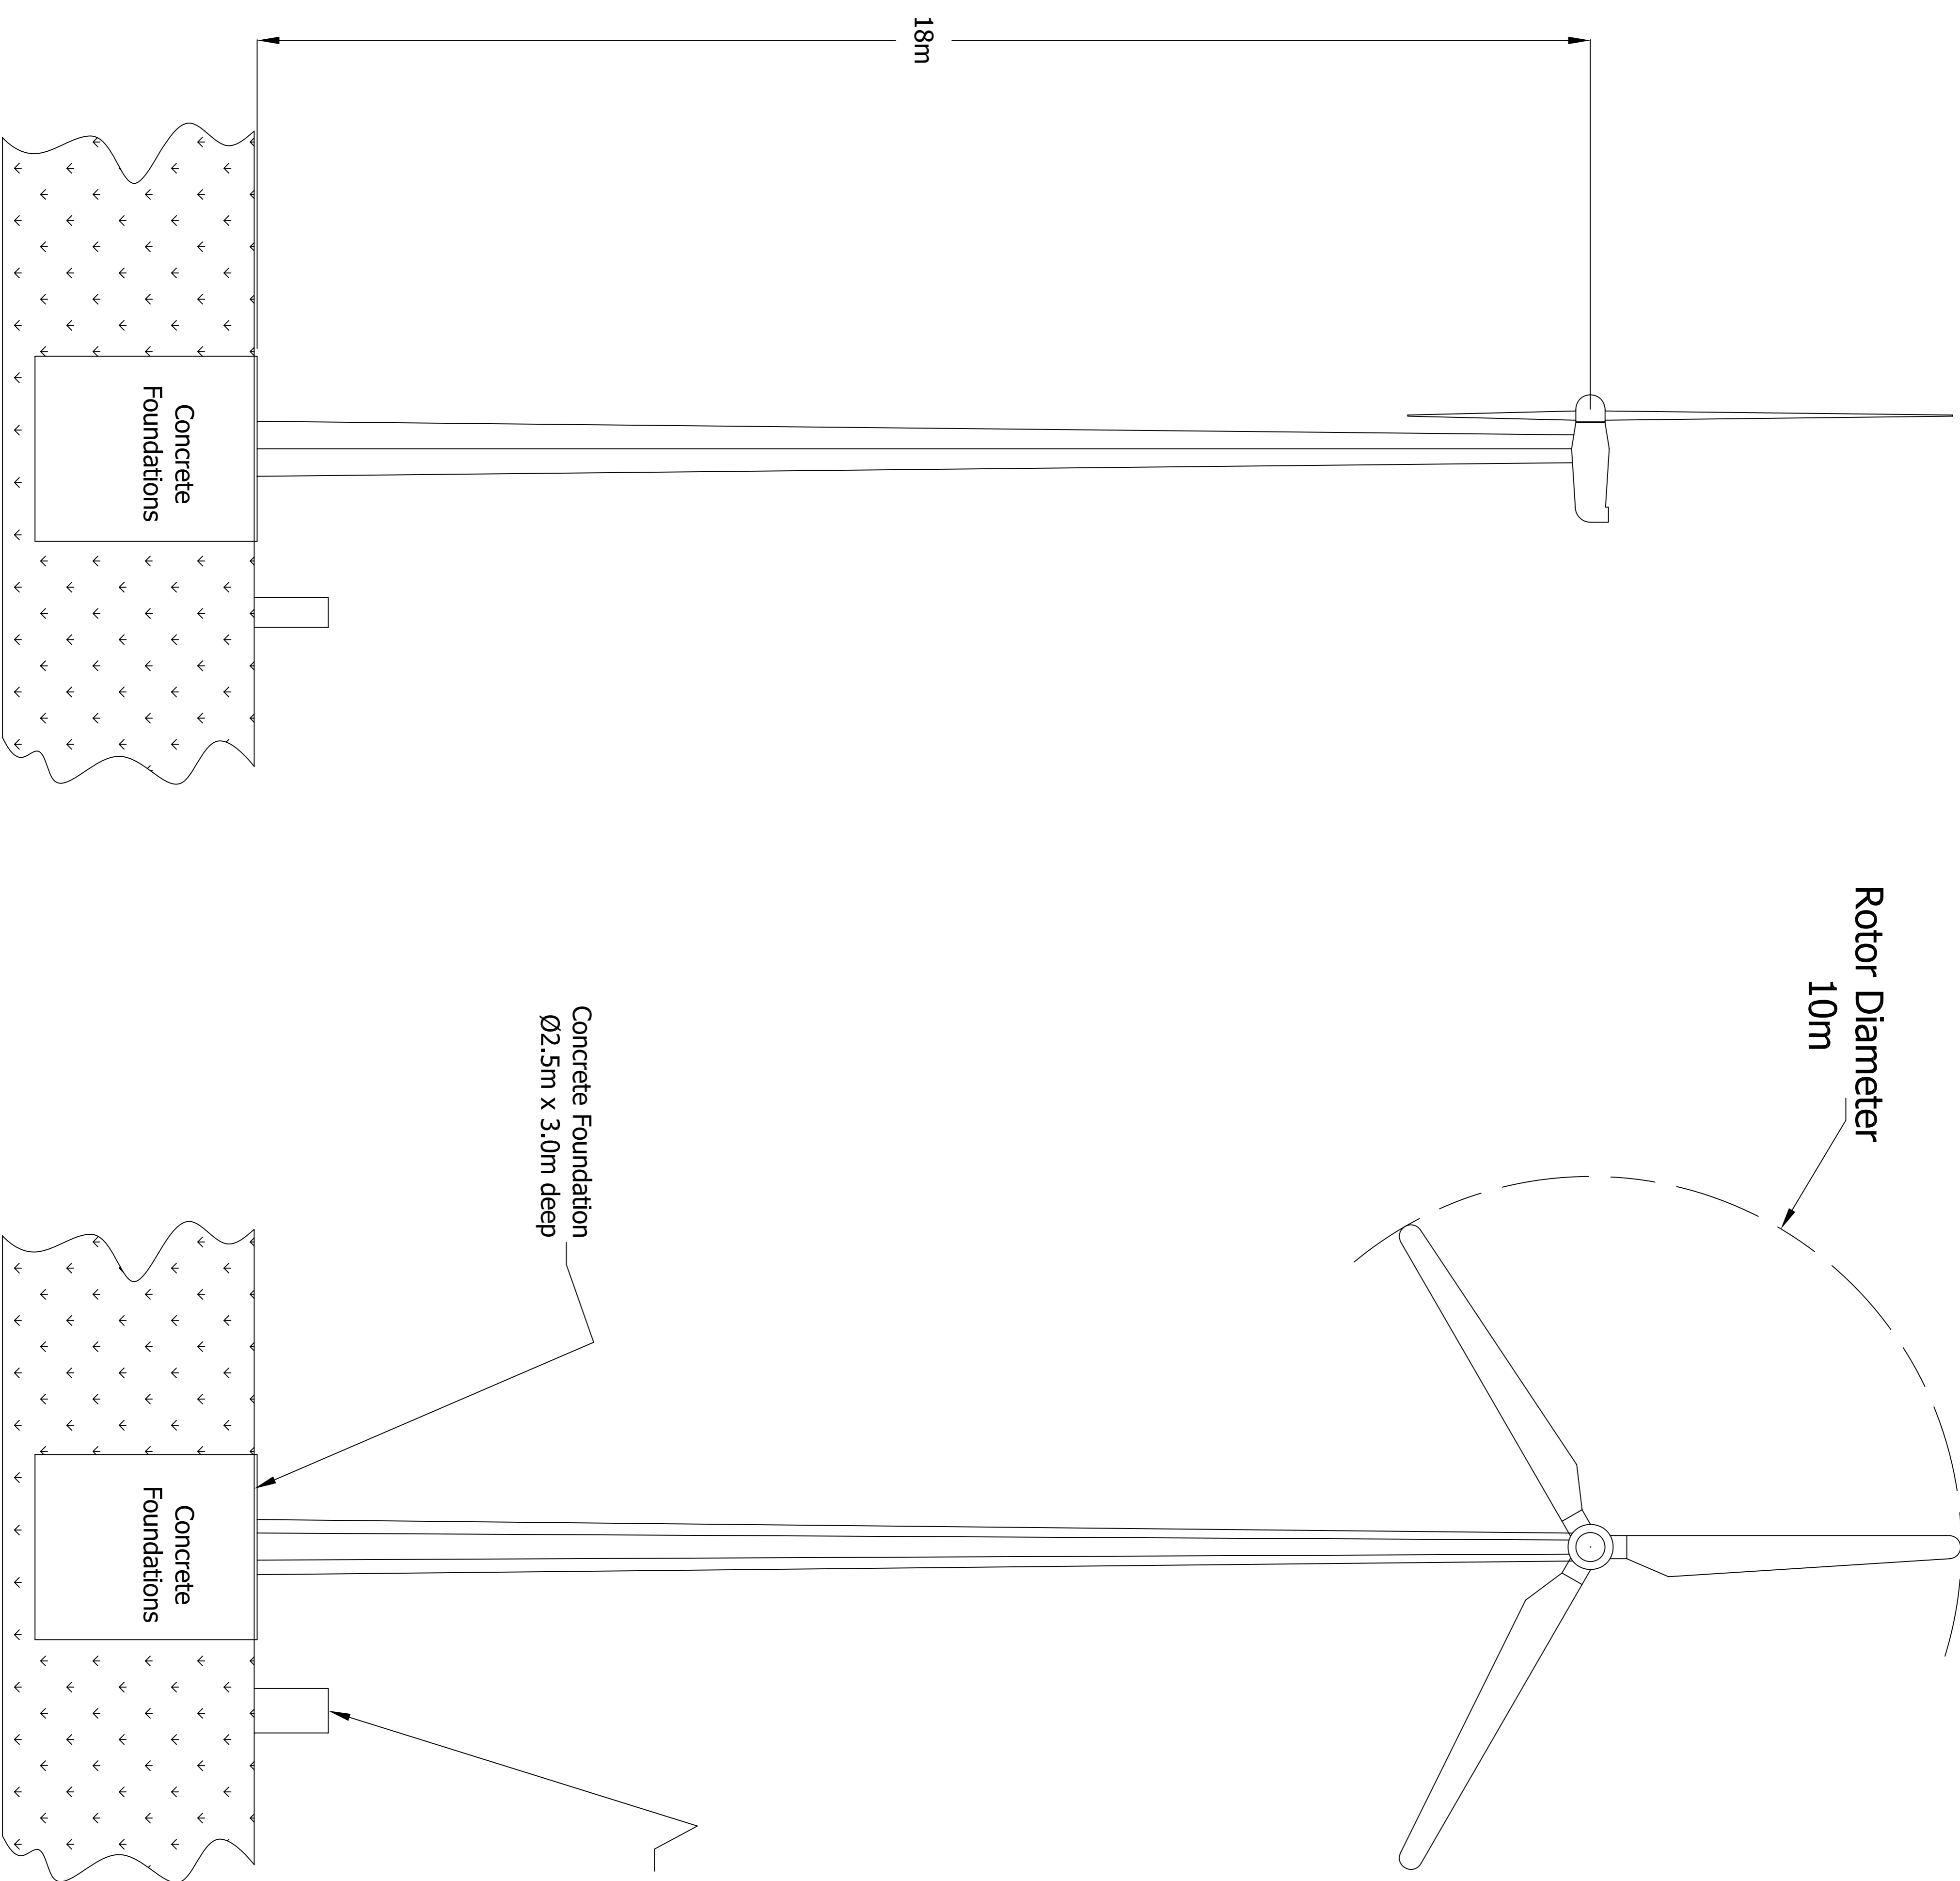 18m
Concrete
Foundations
Rotor Diameter
10m
Concrete Foundation
Ø2.5m x 3.0m deep
Concrete
Foundations